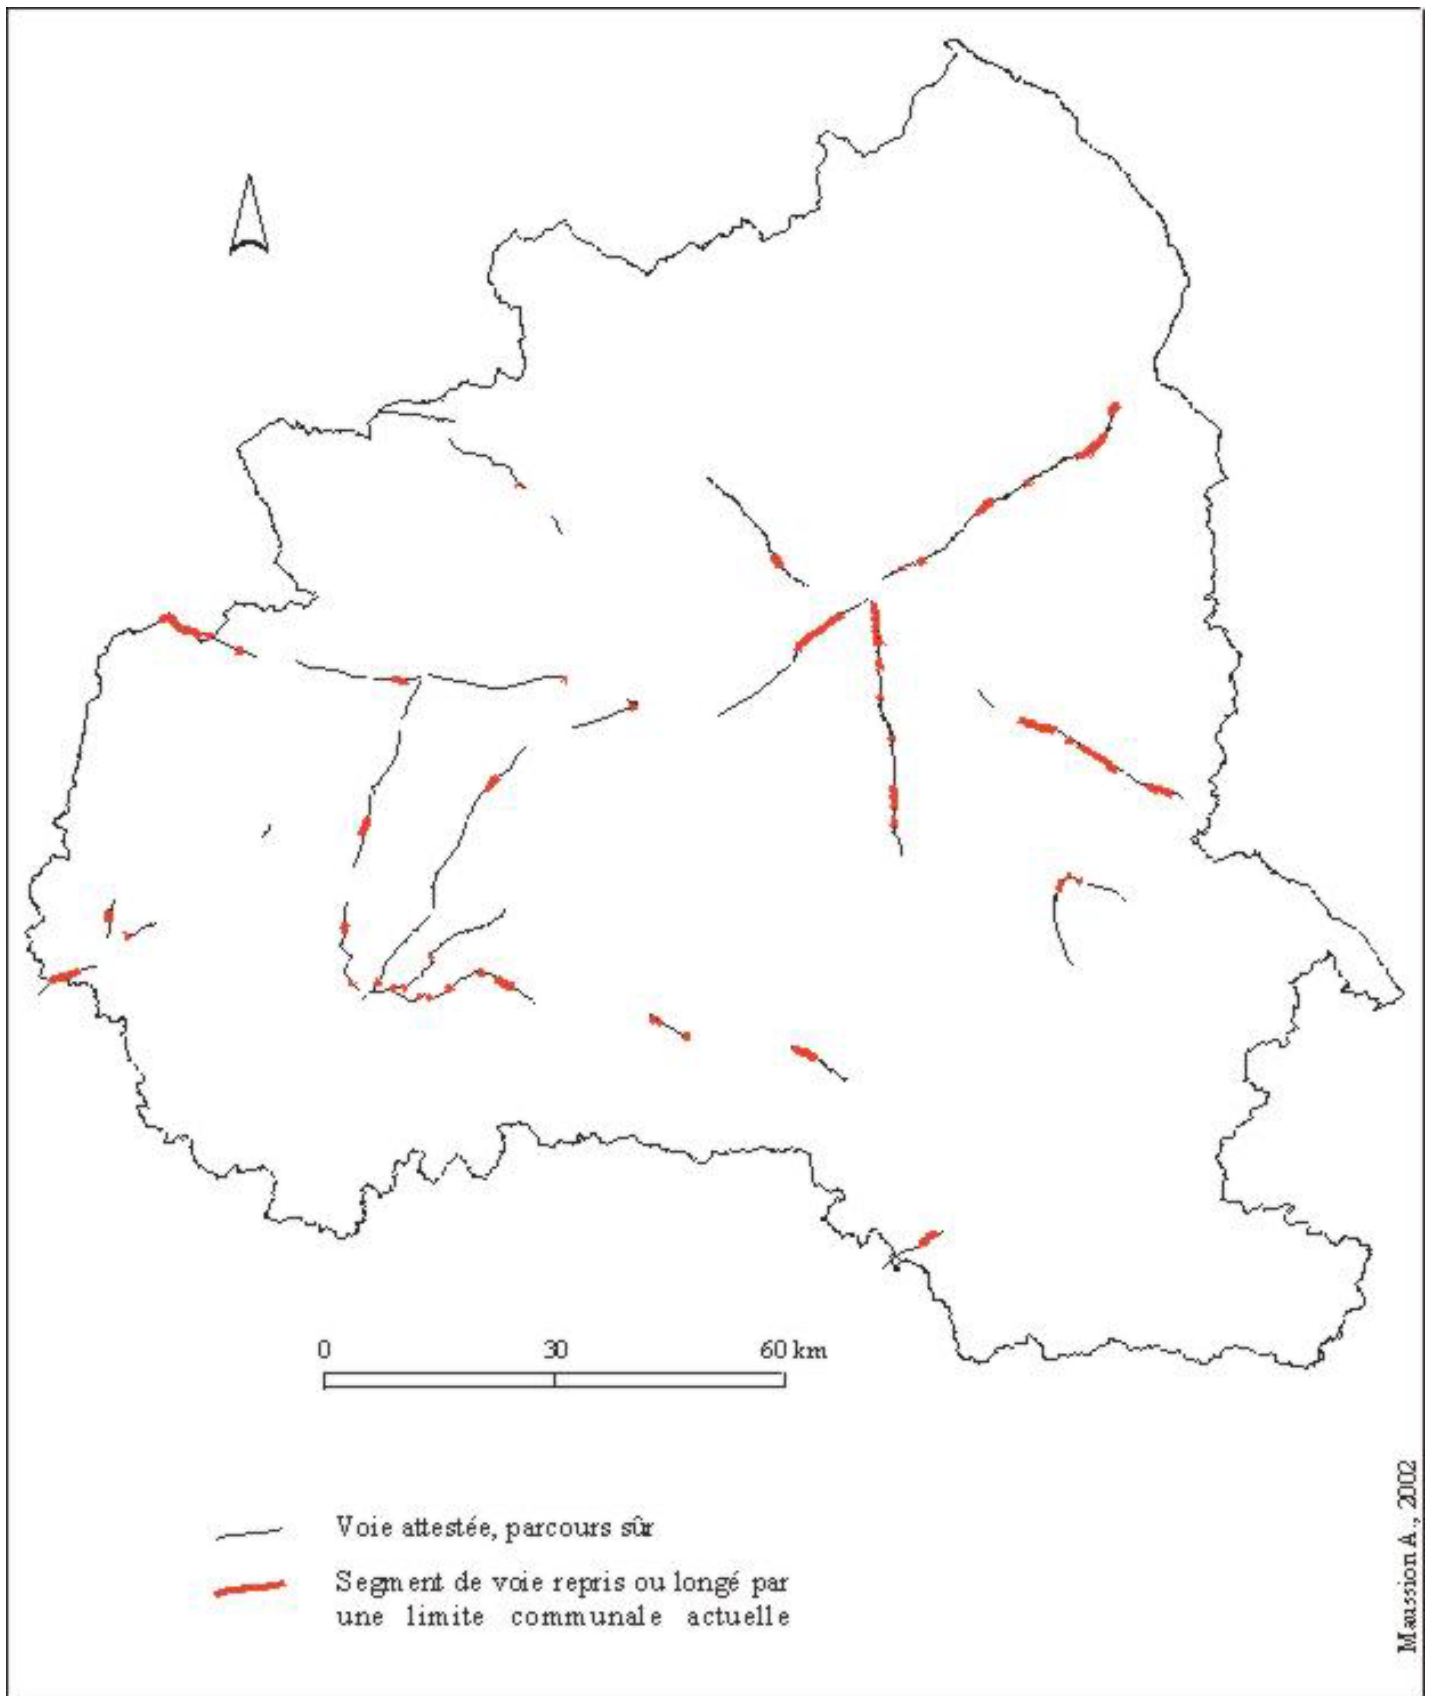 0 30 60 km
Voie attestée, parcours sûr
Segment de voie repris ou longé par
une limite communale actuelle
Maussion A., 2002